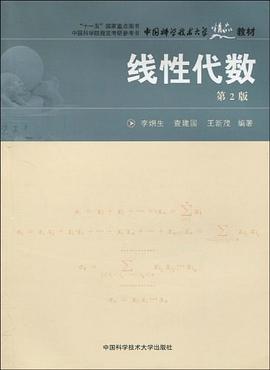 “十一五”国家重点图书
中国科学院指定考研参考书
中国科学技术大学 精品 教材
线性代数
第2版
李炯生 查建国 王新茂 编著
中国科学技术大学出版社